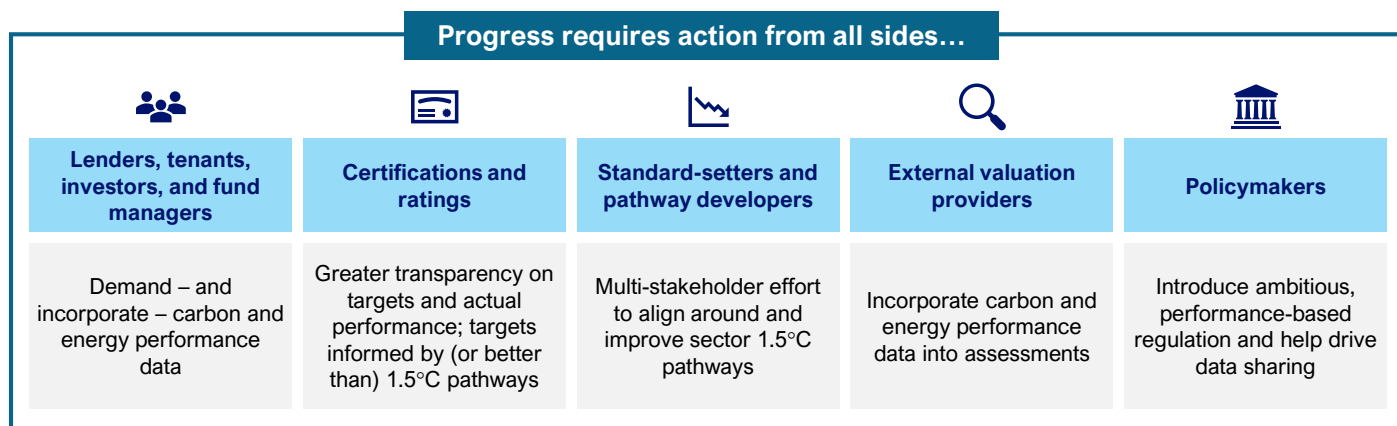 Progress requires action from all sides…
Lenders, tenants,
investors, and fund
managers
Certifications and
ratings
Standard-setters and
pathway developers
External valuation
providers
Policymakers
Demand – and
incorporate – carbon and
energy performance
data
Greater transparency on
targets and actual
performance; targets
informed by (or better
than) 1.5°C pathways
Multi-stakeholder effort
to align around and
improve sector 1.5°C
pathways
Incorporate carbon and
energy performance
data into assessments
Introduce ambitious,
performance-based
regulation and help drive
data sharing